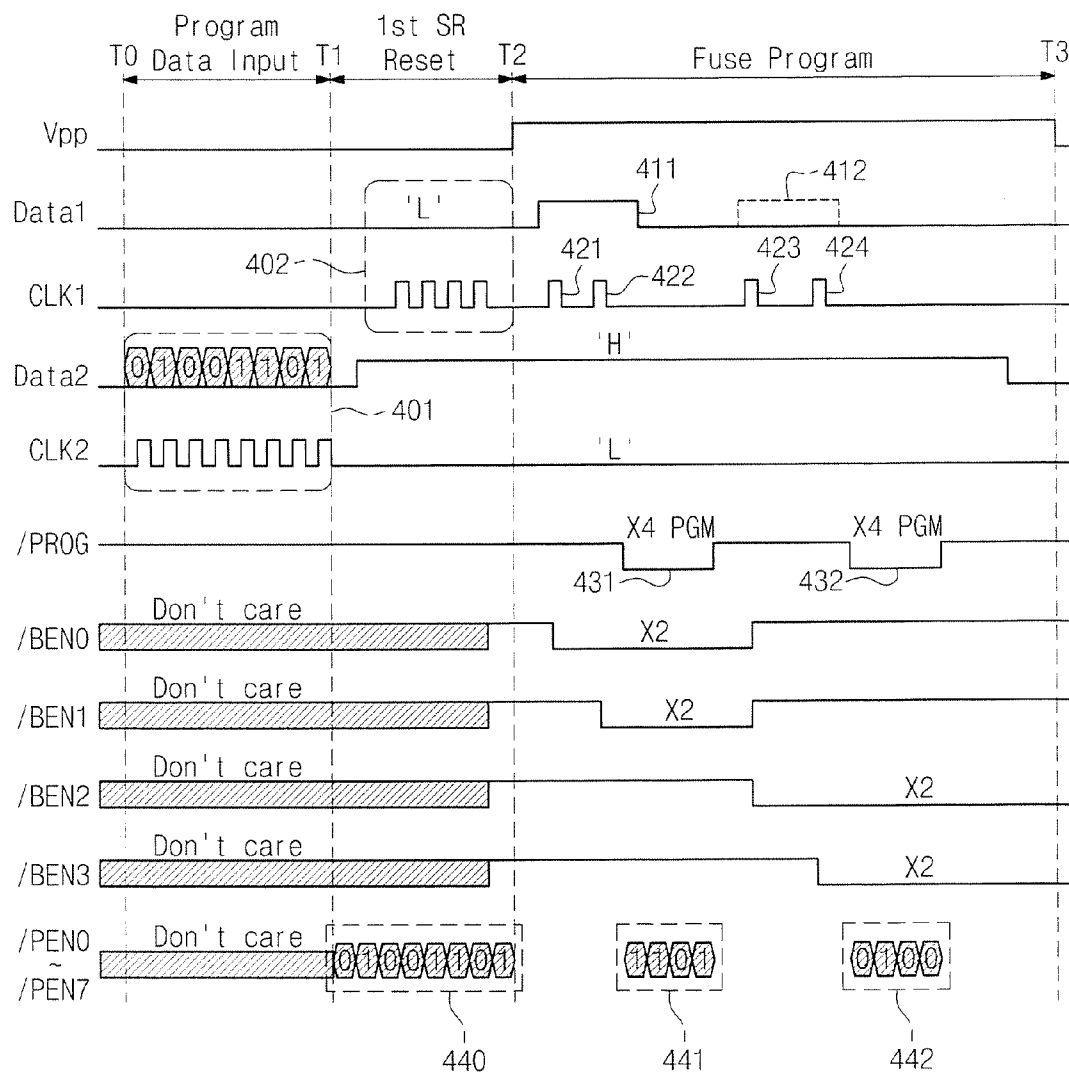 Program
Data Input
1st SR
Reset
Fuse Program
T0
T1
T2
T3
Vpp
Data1
'L'
411
412
402
CLK1
421
422
423
424
Data2
0 1 0 0 1 1 0 1
'H'
401
CLK2
'L'
/PROG
X4 PGM
X4 PGM
431
432
/BEN0
Don't care
X2
/BEN1
Don't care
X2
/BEN2
Don't care
X2
/BEN3
Don't care
X2
/PEN0
~
/PEN7
Don't care
0 1 0 0 1 1 0 1
1 1 0 1
0 1 0 0
440
441
442